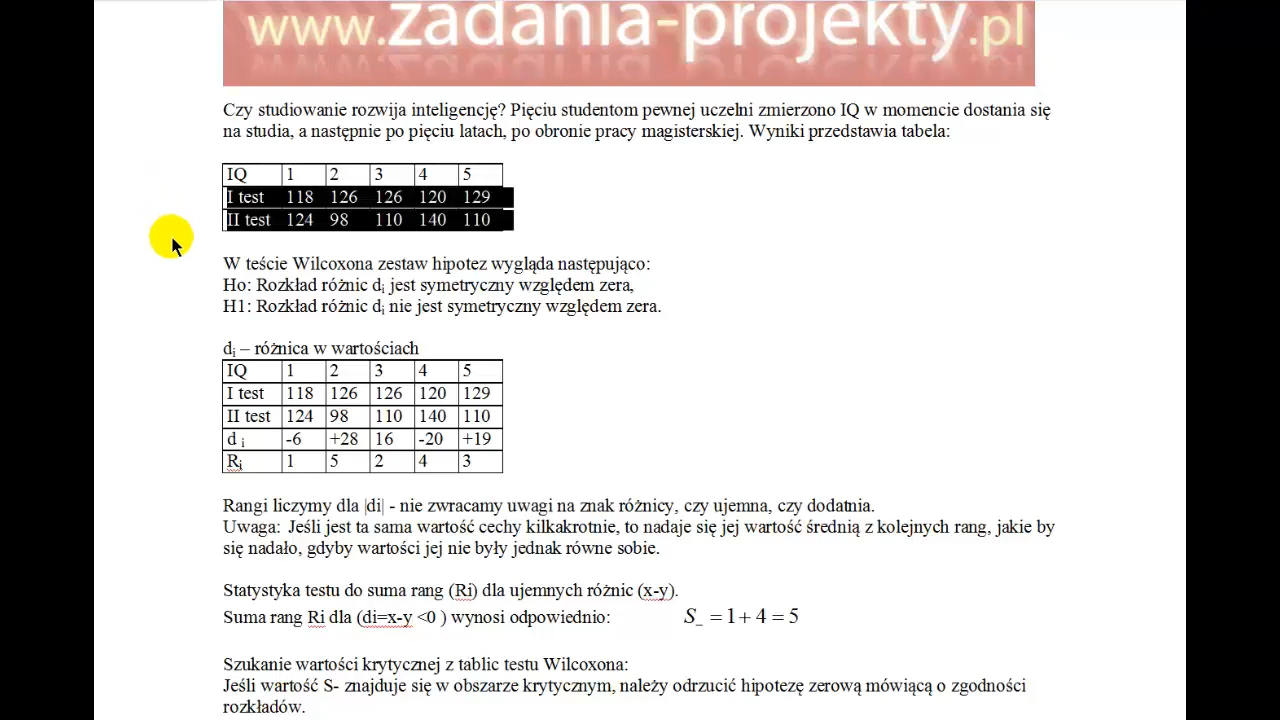 www.zadania-projekty.pl
Czy studiowanie rozwija inteligencję? Pięciu studentom pewnej uczelni zmierzono IQ w momencie dostania się
na studia, a następnie po pięciu latach, po obronie pracy magisterskiej. Wyniki przedstawia tabela:
IQ 1 2 3 4 5
I test 118 126 126 120 129
II test 124 98 110 140 110
W teście Wilcoxona zestaw hipotez wygląda następująco:
Ho: Rozkład różnic di jest symetryczny względem zera,
H1: Rozkład różnic di nie jest symetryczny względem zera.
di – różnica w wartościach
IQ 1 2 3 4 5
I test 118 126 126 120 129
II test 124 98 110 140 110
d i -6 +28 16 -20 +19
Ri 1 5 2 4 3
Rangi liczymy dla |di| - nie zwracamy uwagi na znak różnicy, czy ujemna, czy dodatnia.
Uwaga: Jeśli jest ta sama wartość cechy kilkakrotnie, to nadaje się jej wartość średnią z kolejnych rang, jakie by
się nadało, gdyby wartości jej nie były jednak równe sobie.
Statystyka testu do suma rang (Ri) dla ujemnych różnic (x-y).
Suma rang Ri dla (di=x-y <0 ) wynosi odpowiednio: S_ = 1 + 4 = 5
Szukanie wartości krytycznej z tablic testu Wilcoxona:
Jeśli wartość S- znajduje się w obszarze krytycznym, należy odrzucić hipotezę zerową mówiącą o zgodności
rozkładów.